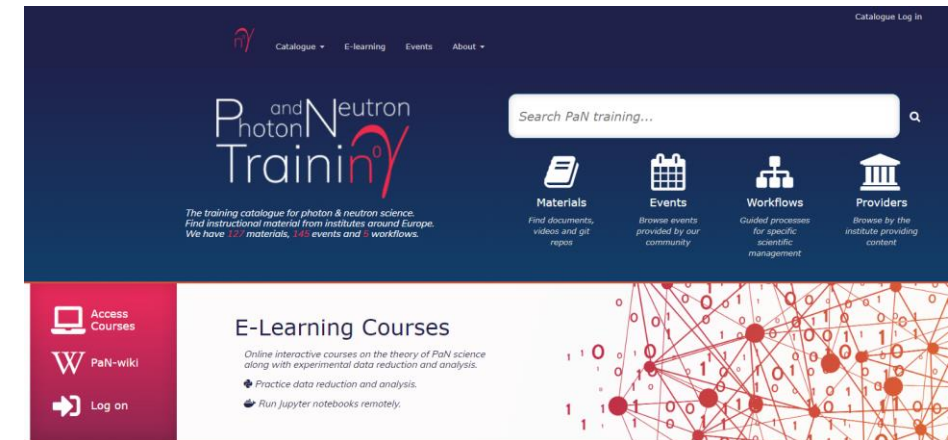 Catalogue Log in
nγ Catalogue E-learning Events About
Photon and Neutron
Training
Search PaN training...
Materials
Find documents,
videos and git
repos
Events
Browse events
provided by our
community
Workflows
Guided processes
for specific
scientific
management
Providers
Browse by the
institute providing
content
The training catalogue for photon & neutron science.
Find instructional material from institutes around Europe.
We have 127 materials, 145 events and 5 workflows.
Access
Courses
W PaN-wiki
Log on
E-Learning Courses
Online interactive courses on the theory of PaN science
along with experimental data reduction and analysis.
Practice data reduction and analysis.
Run Jupyter notebooks remotely.